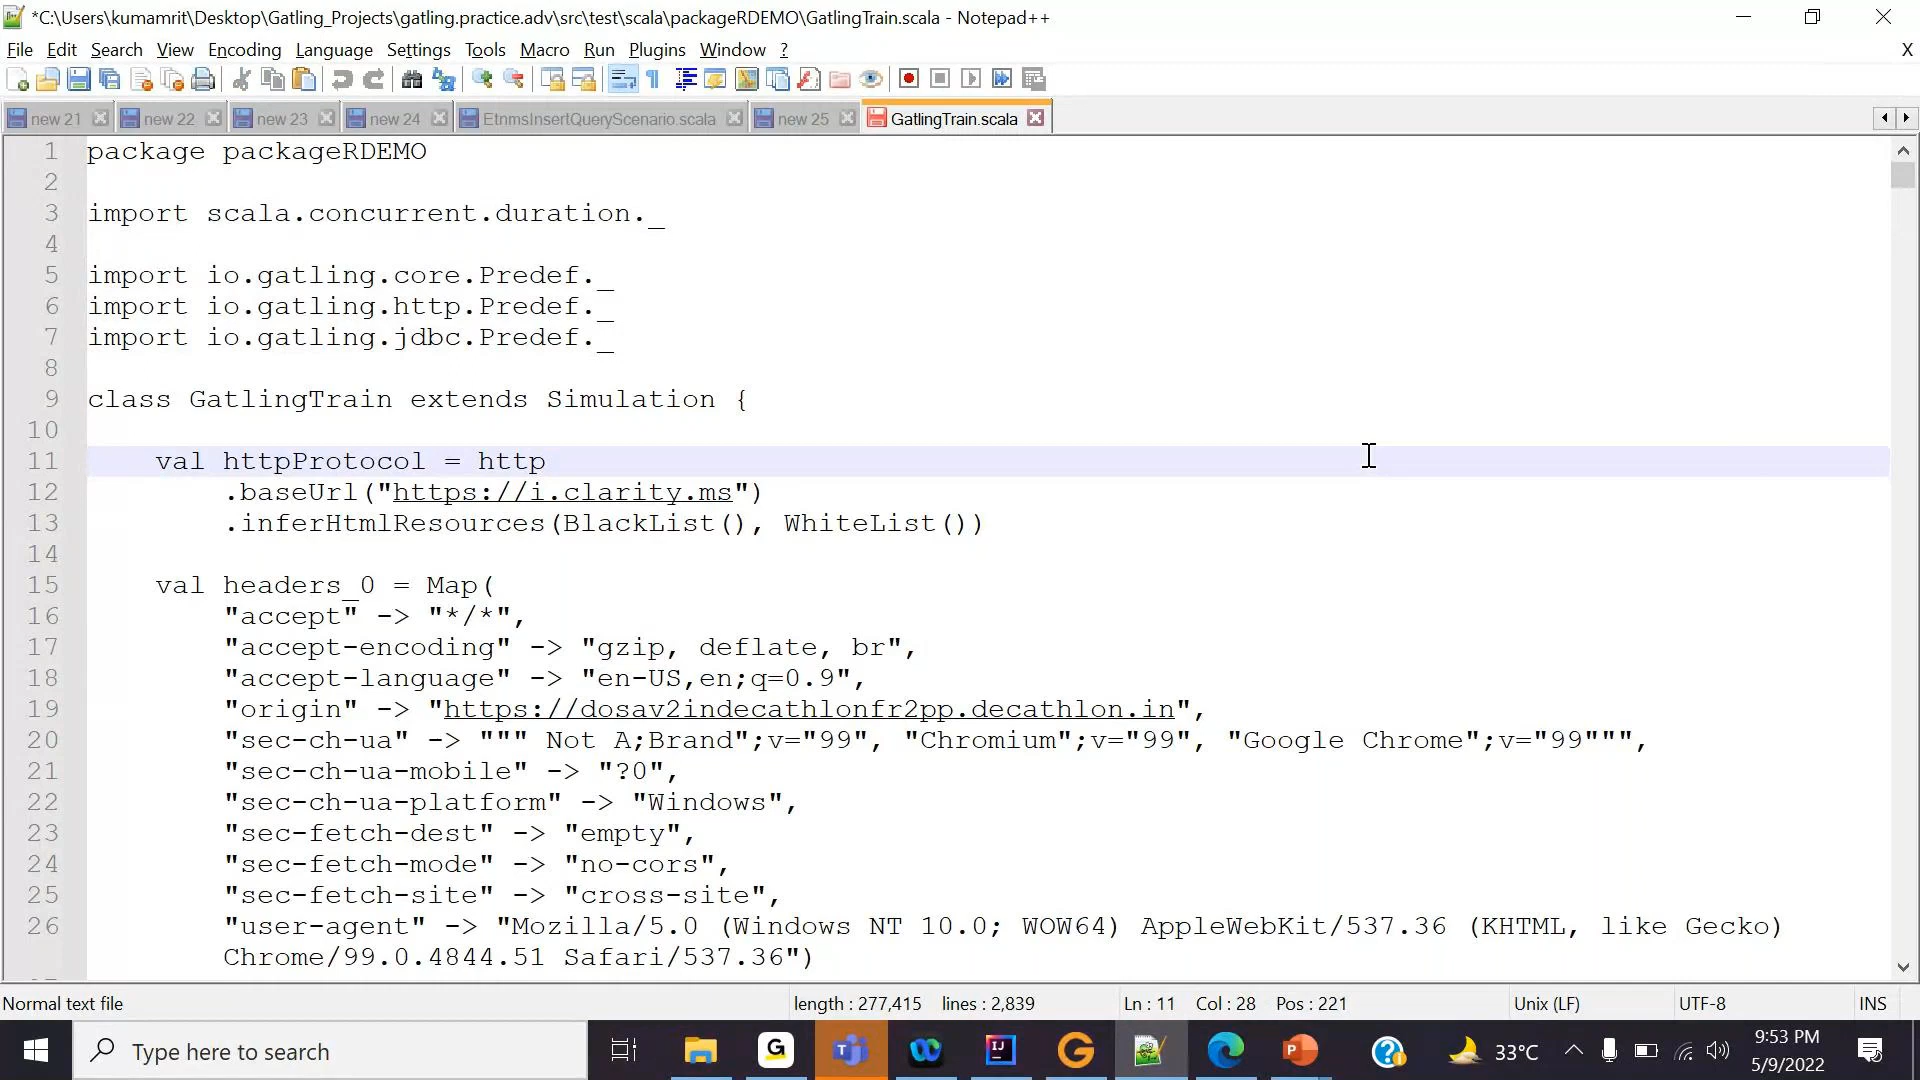 *C:\Users\kumamrit\Desktop\Gatling_Projects\gatling.practice.adv\src\test\scala\packageRDEMO\GatlingTrain.scala - Notepad++
File Edit Search View Encoding Language Settings Tools Macro Run Plugins Window ? X
new 21 new 22 new 23 new 24 EtnmsInsertQueryScenario.scala new 25 GatlingTrain.scala
1 package packageRDEMO
2
3 import scala.concurrent.duration._
4
5 import io.gatling.core.Predef._
6 import io.gatling.http.Predef._
7 import io.gatling.jdbc.Predef._
8
9 class GatlingTrain extends Simulation {
10
11 val httpProtocol = http
12 .baseUrl("https://i.clarity.ms")
13 .inferHtmlResources(BlackList(), WhiteList())
14
15 val headers_0 = Map(
16 "accept" -> "*/*",
17 "accept-encoding" -> "gzip, deflate, br",
18 "accept-language" -> "en-US,en;q=0.9",
19 "origin" -> "https://dosav2indecathlonfr2pp.decathlon.in",
20 "sec-ch-ua" -> """ Not A;Brand";v="99", "Chromium";v="99", "Google Chrome";v="99""",
21 "sec-ch-ua-mobile" -> "?0",
22 "sec-ch-ua-platform" -> "Windows",
23 "sec-fetch-dest" -> "empty",
24 "sec-fetch-mode" -> "no-cors",
25 "sec-fetch-site" -> "cross-site",
26 "user-agent" -> "Mozilla/5.0 (Windows NT 10.0; WOW64) AppleWebKit/537.36 (KHTML, like Gecko)
Chrome/99.0.4844.51 Safari/537.36")
Normal text file length : 277,415 lines : 2,839 Ln : 11 Col : 28 Pos : 221 Unix (LF) UTF-8 INS
Type here to search 33°C 9:53 PM
5/9/2022